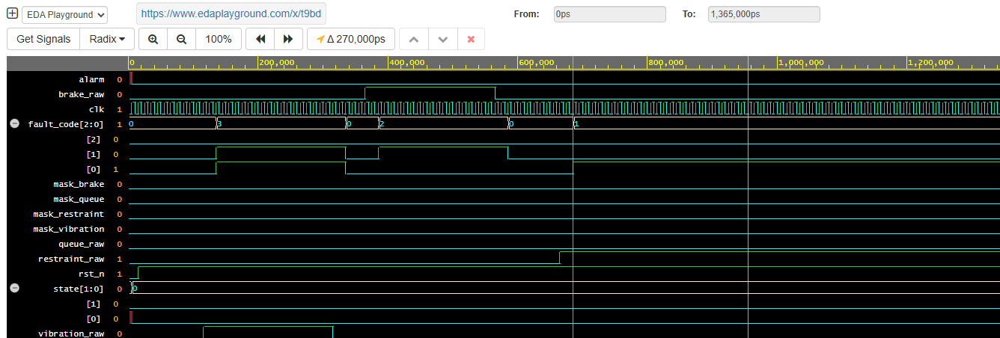 EDA Playground https://www.edaplayground.com/x/t9bd From: 0ps To: 1,365,000ps
Get Signals Radix 100% Δ 270,000ps
0 200,000 400,000 600,000 800,000 1,000,000 1,200,000
alarm 0
brake_raw 0
clk 1
fault_code[2:0] 1 0 3 0 2 0 1
[2] 0
[1] 0
[0] 1
mask_brake 0
mask_queue 0
mask_restraint 0
mask_vibration 0
queue_raw 0
restraint_raw 1
rst_n 1
state[1:0] 0 0
[1] 0
[0] 0
vibration_raw 0